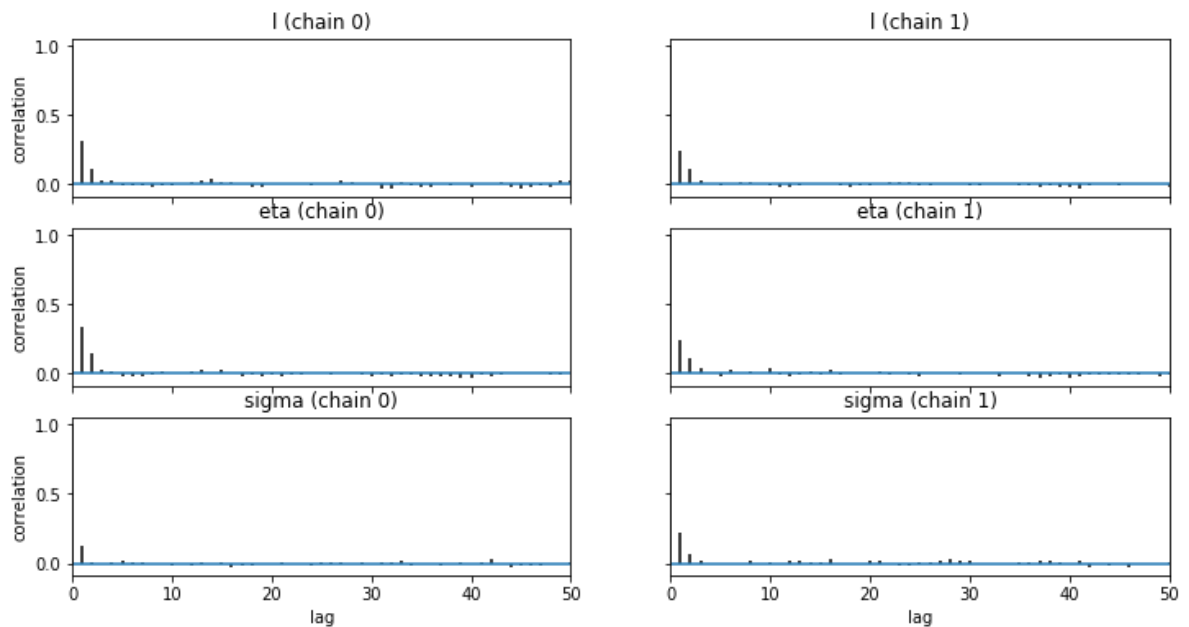 l (chain 0)
l (chain 1)
1.0
0.5
0.0
correlation
eta (chain 0)
eta (chain 1)
1.0
0.5
0.0
correlation
sigma (chain 0)
sigma (chain 1)
1.0
0.5
0.0
correlation
0 10 20 30 40 50
0 10 20 30 40 50
lag
lag